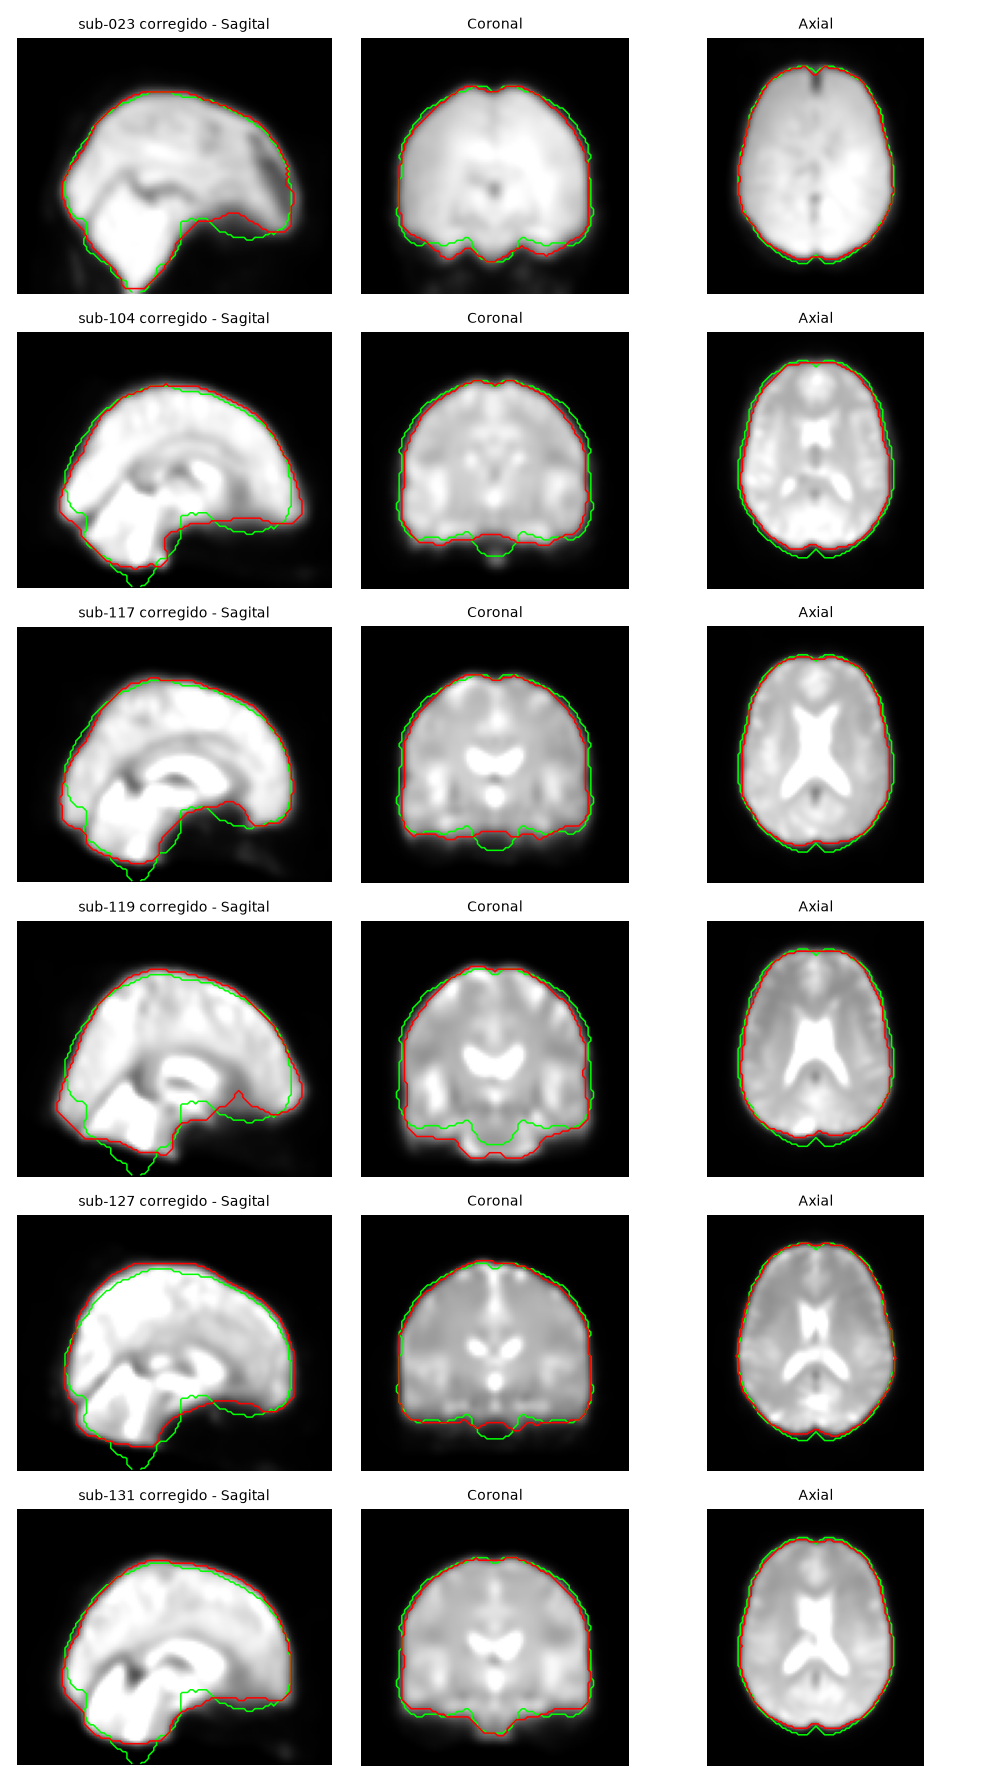 sub-023 corregido - Sagital
Coronal
Axial
sub-104 corregido - Sagital
Coronal
Axial
sub-117 corregido - Sagital
Coronal
Axial
sub-119 corregido - Sagital
Coronal
Axial
sub-127 corregido - Sagital
Coronal
Axial
sub-131 corregido - Sagital
Coronal
Axial